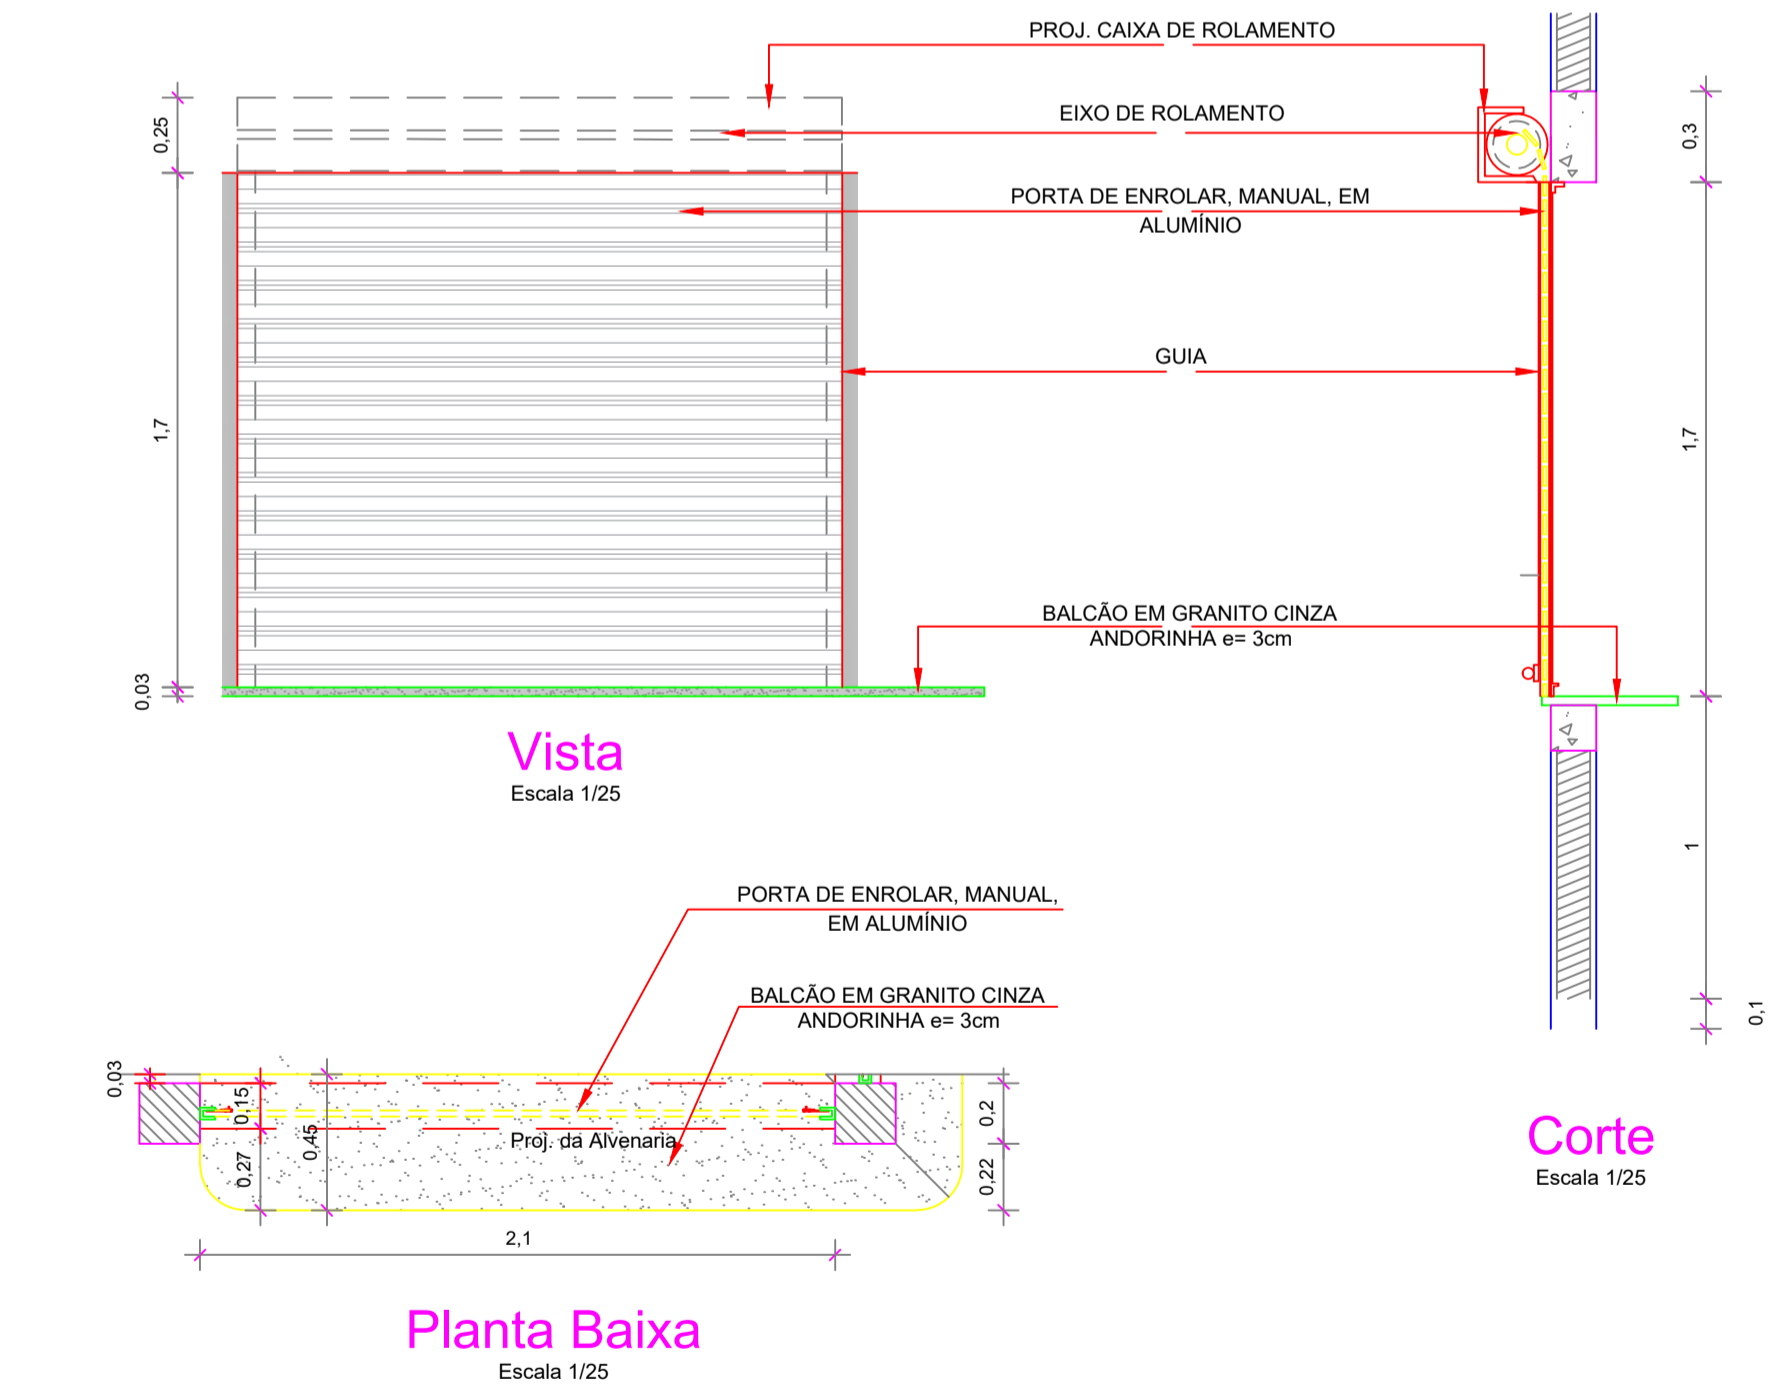 PROJ. CAIXA DE ROLAMENTO
EIXO DE ROLAMENTO
PORTA DE ENROLAR, MANUAL, EM
ALUMÍNIO
GUIA
BALCÃO EM GRANITO CINZA
ANDORINHA e= 3cm
0,25
1,7
0,03
0,3
1,7
1
0,1
Vista
Escala 1/25
PORTA DE ENROLAR, MANUAL,
EM ALUMÍNIO
BALCÃO EM GRANITO CINZA
ANDORINHA e= 3cm
0,03
0,15
0,45
0,27
Proj. da Alvenaria
0,2
0,22
2,1
Corte
Escala 1/25
Planta Baixa
Escala 1/25